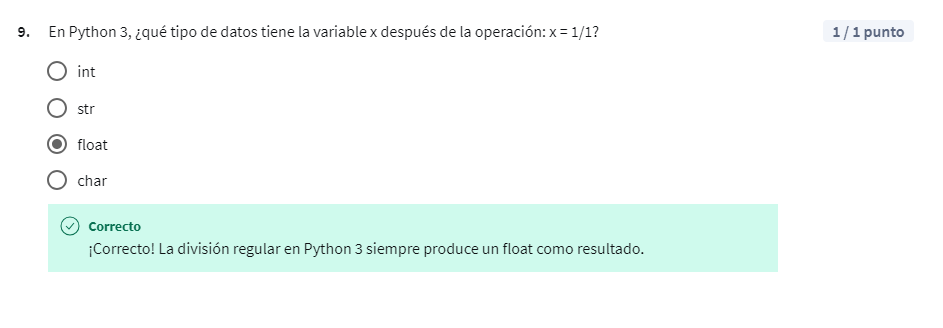 9. En Python 3, ¿qué tipo de datos tiene la variable x después de la operación: x = 1/1?
1 / 1 punto
int
str
float
char
Correcto
¡Correcto! La división regular en Python 3 siempre produce un float como resultado.